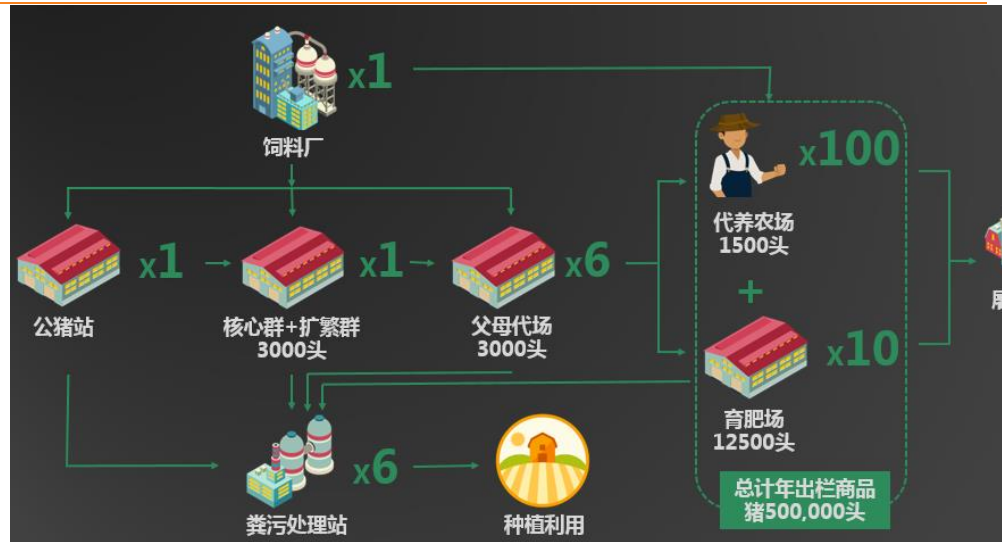 x1
饲料厂
x100
代养农场
1500头
x1
x1
x6
公猪站
核心群+扩繁群
3000头
父母代场
3000头
+
x10
育肥场
12500头
x6
粪污处理站
种植利用
总计年出栏商品
猪500,000头